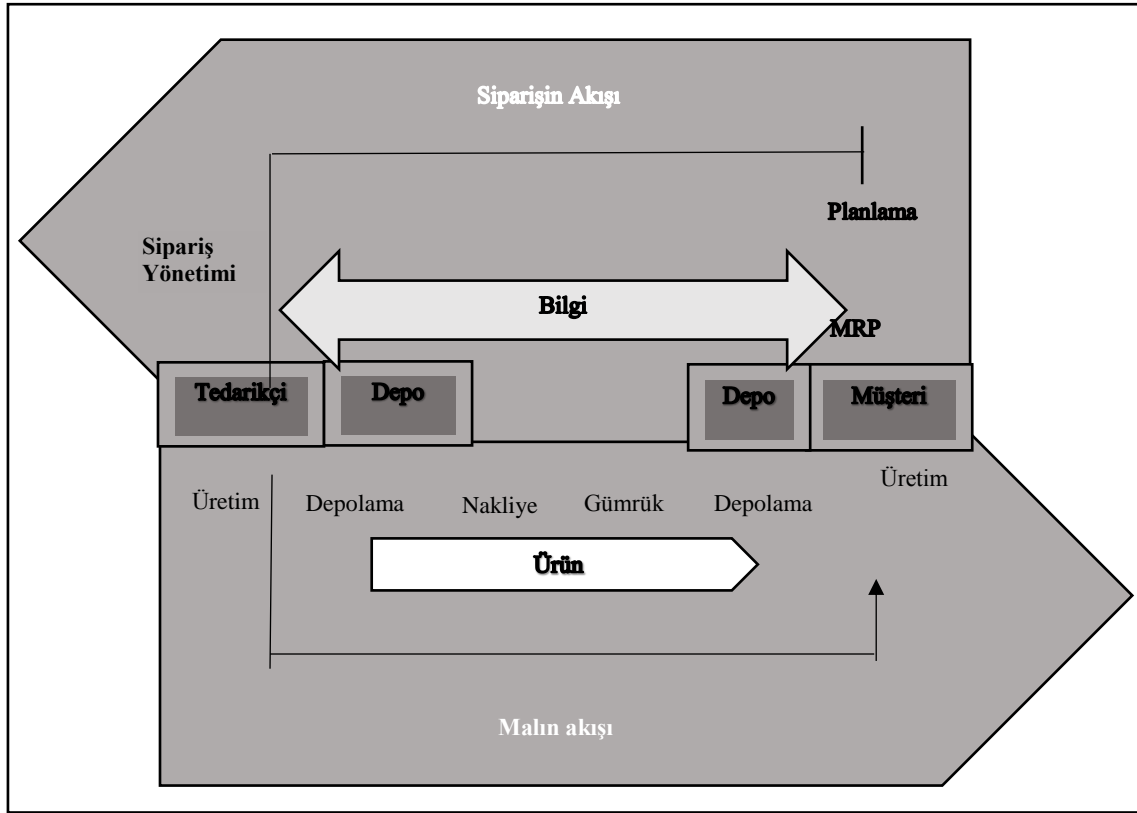 Siparişin Akışı
Planlama
Sipariş
Yönetimi
Bilgi
MRP
Tedarikçi
Depo
Depo
Müşteri
Üretim
Üretim
Depolama
Nakliye
Gümrük
Depolama
Ürün
Malın akışı